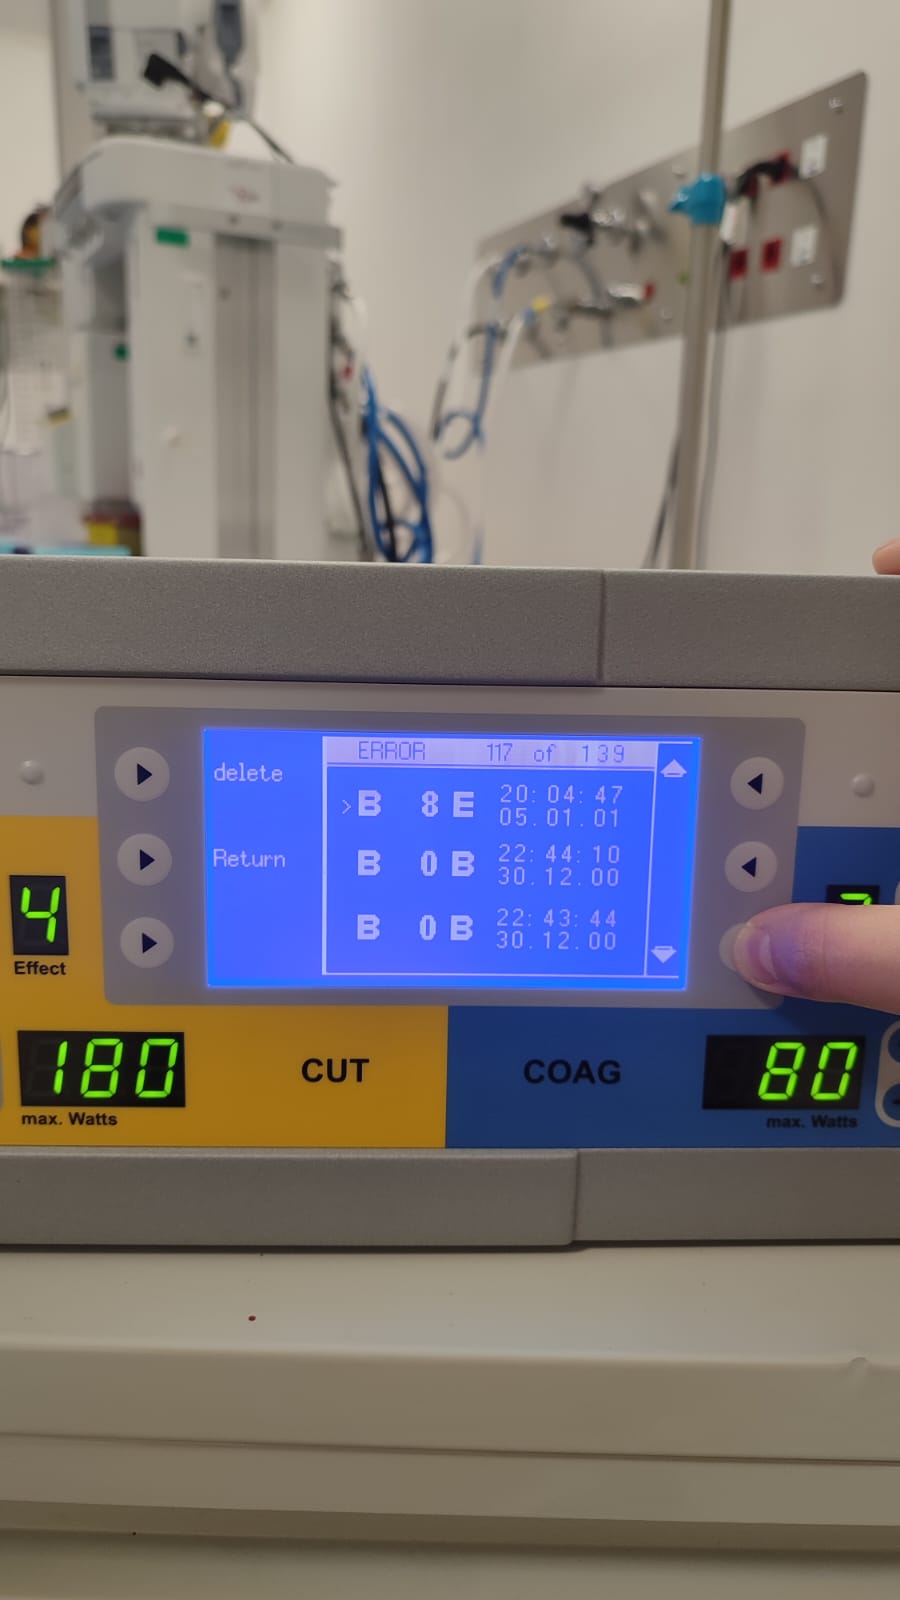 ERROR 117 of 139
delete
>B 8 E 20:04:47
05.01.01
Return
B 0 B 22:44:10
30.12.00
B 0 B 22:43:44
30.12.00
4
Effect
180
max. Watts
CUT
COAG
80
max. Watts